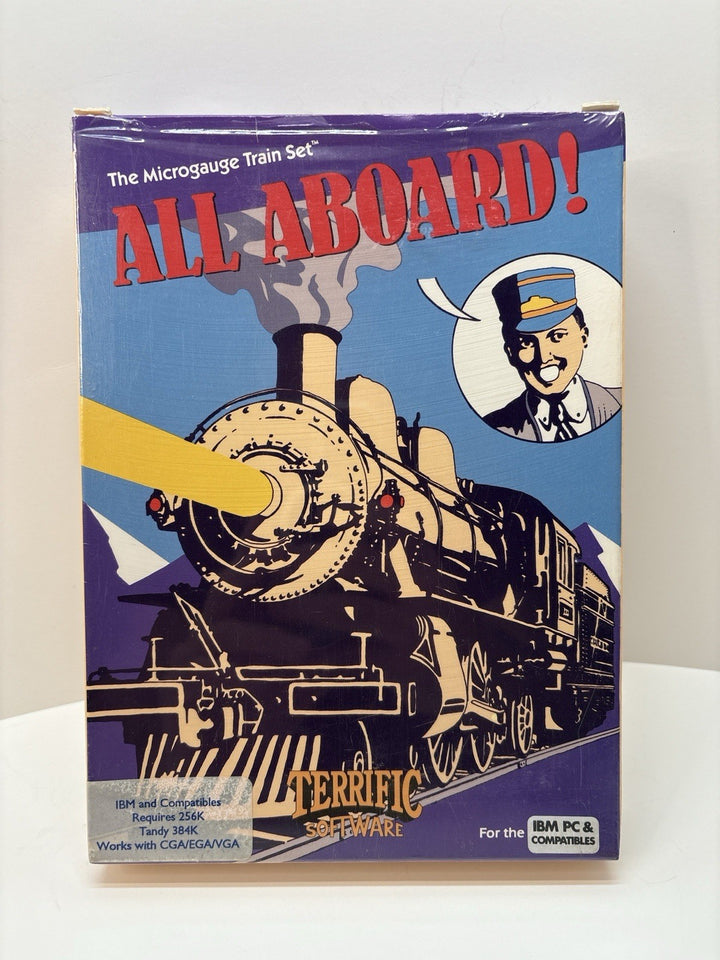 The Microgauge Train Set™
ALL ABOARD!
IBM and Compatibles
Requires 256K
Tandy 384K
Works with CGA/EGA/VGA
TERRIFIC
SOFTWARE
For the IBM PC &
COMPATIBLES